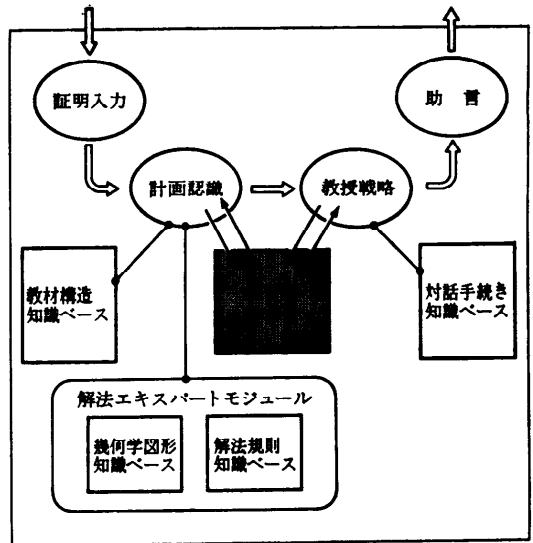 証明入力
助 言
計画認識
教授戦略
教材構造
知識ベース
対話手続き
知識ベース
解法エキスパートモジュール
幾何学図形
知識ベース
解法規則
知識ベース